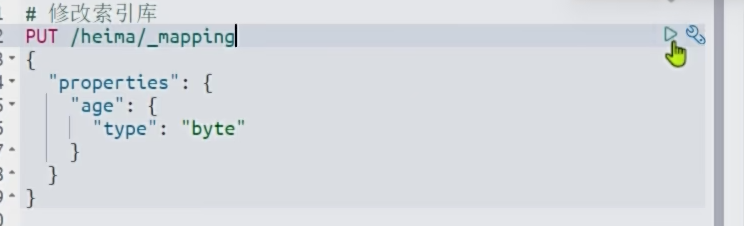 # 修改索引库
PUT /heima/_mapping
{
"properties": {
"age": {
"type": "byte"
}
}
}